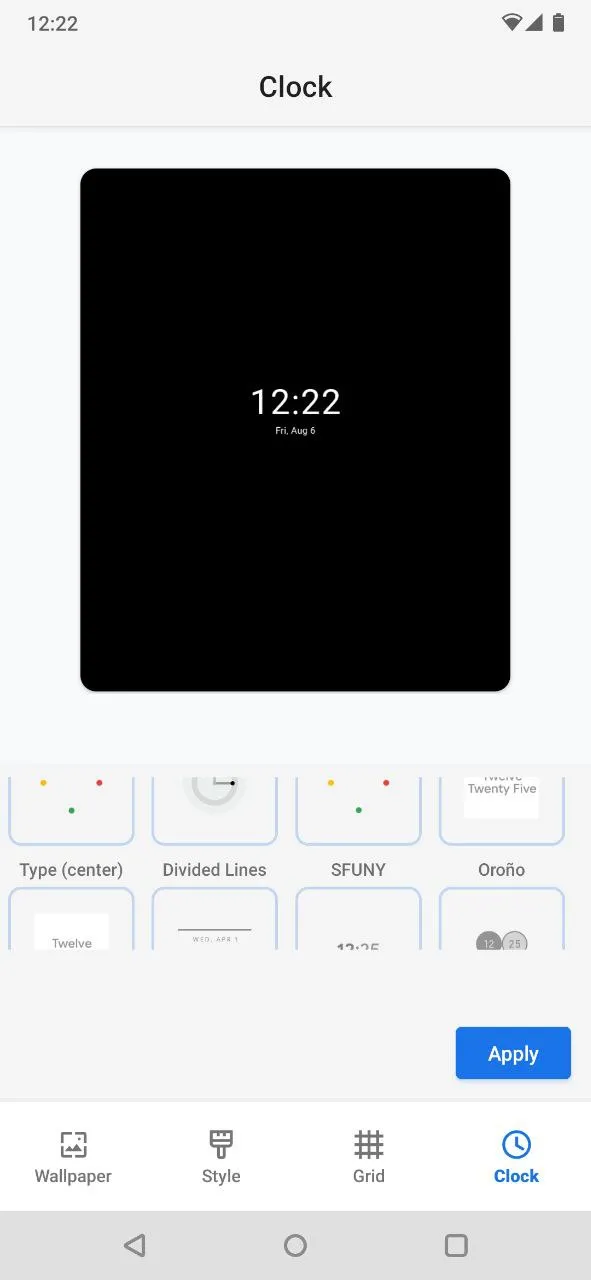 12:22
Clock
12:22
Fri, Aug 6
Twenty Five
Type (center)
Divided Lines
SFUNY
Oroño
Twelve
WED, APR 1
12:25
12
25
Apply
Wallpaper
Style
Grid
Clock